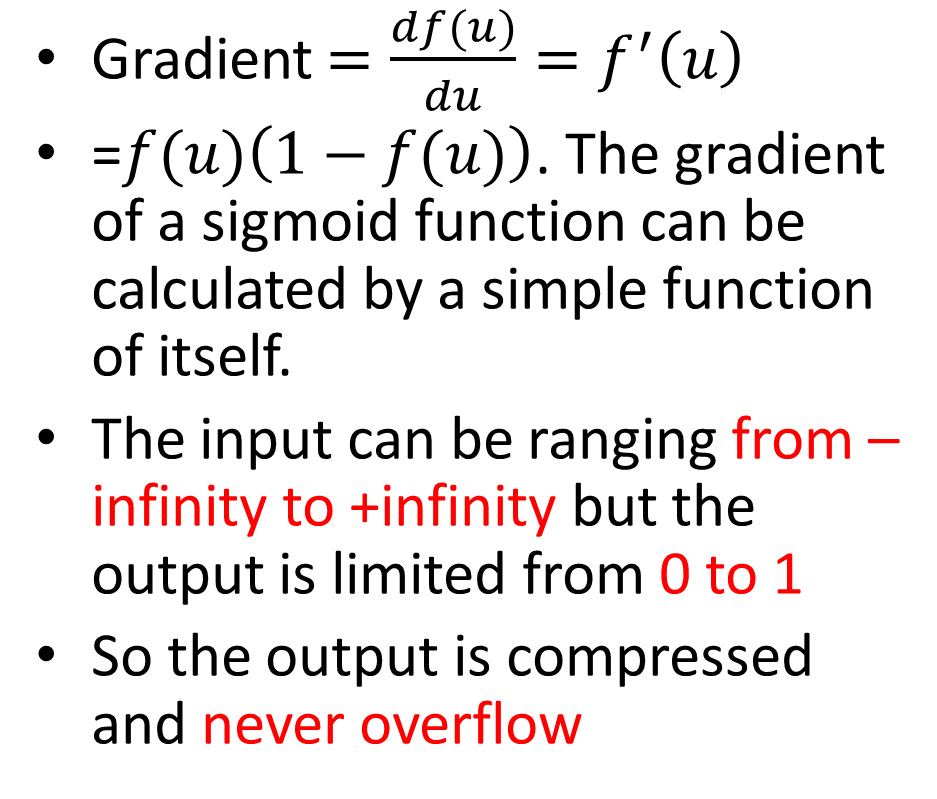 • Gradient = df(u)/du = f′(u)
• =f(u)(1 − f(u)). The gradient
of a sigmoid function can be
calculated by a simple function
of itself.
• The input can be ranging from –
infinity to +infinity but the
output is limited from 0 to 1
• So the output is compressed
and never overflow